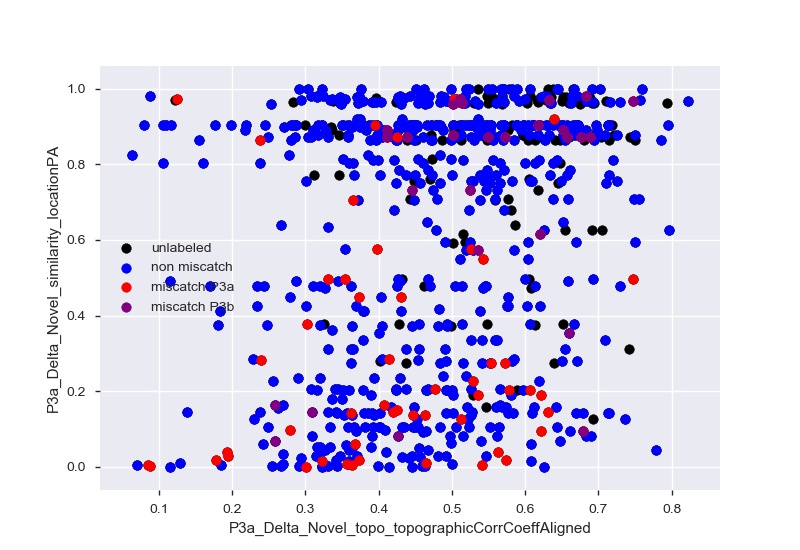 1.0
0.8
0.6
0.4
0.2
0.0
P3a_Delta_Novel_similarity_locationPA
unlabeled
non miscatch
miscatch P3a
miscatch P3b
0.1 0.2 0.3 0.4 0.5 0.6 0.7 0.8
P3a_Delta_Novel_topo_topographicCorrCoeffAligned